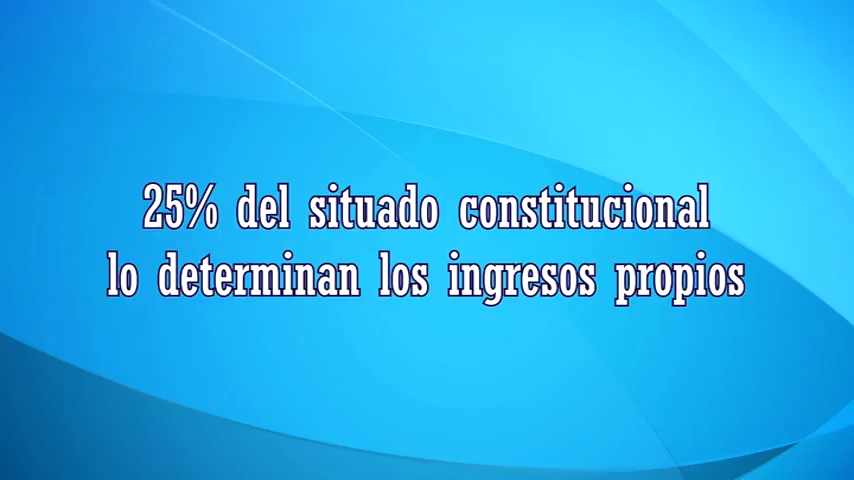 25% del situado constitucional
lo determinan los ingresos propios